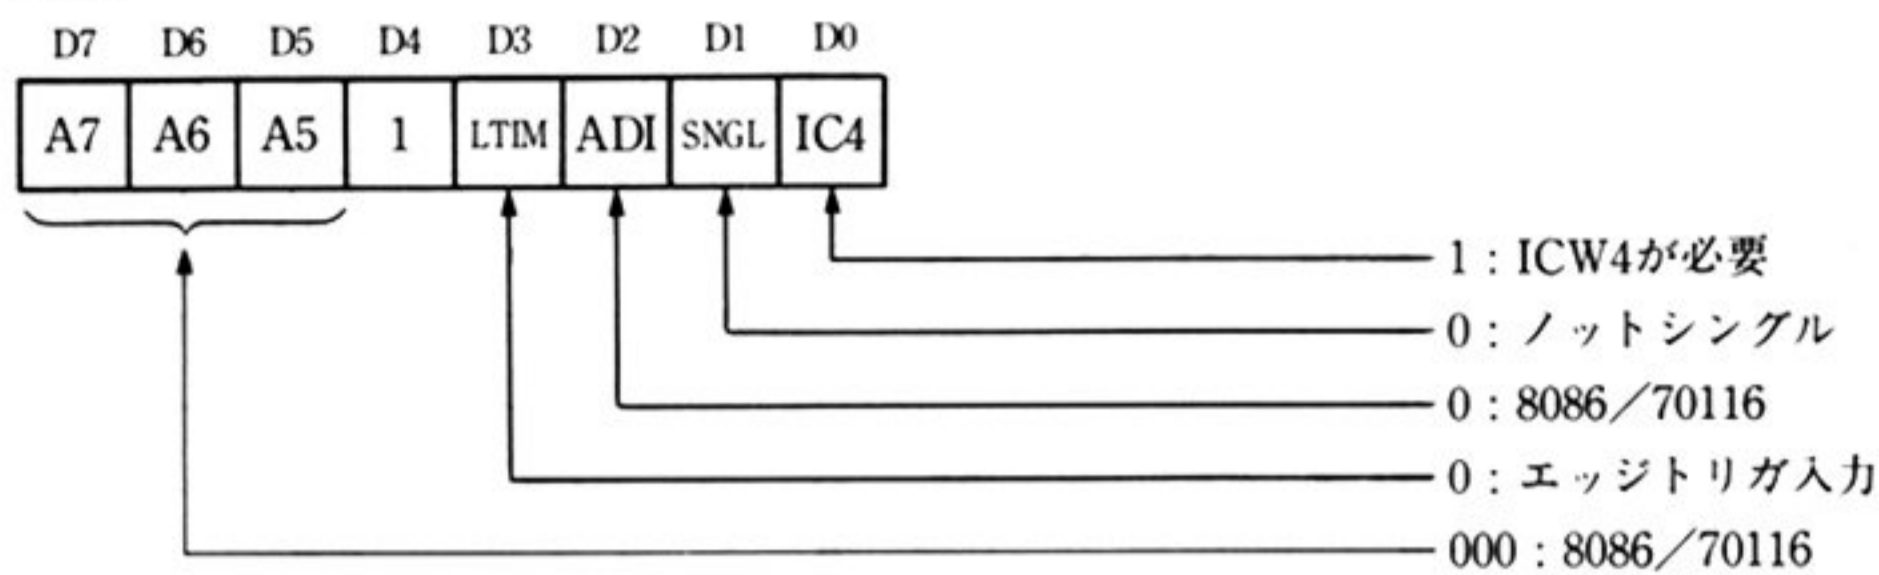 D7 D6 D5 D4 D3 D2 D1 D0
A7 A6 A5 1 LTIM ADI SNGL IC4
1：ICW4が必要
0：ノットシングル
0：8086／70116
0：エッジトリガ入力
000：8086／70116